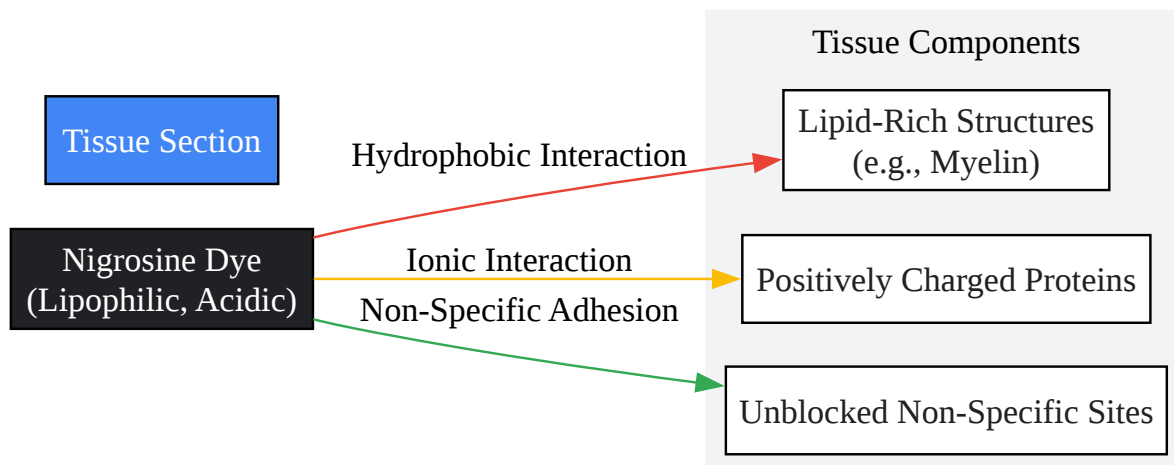 Tissue Components
Tissue Section
Lipid-Rich Structures
(e.g., Myelin)
Hydrophobic Interaction
Nigrosine Dye
(Lipophilic, Acidic)
Ionic Interaction
Positively Charged Proteins
Non-Specific Adhesion
Unblocked Non-Specific Sites